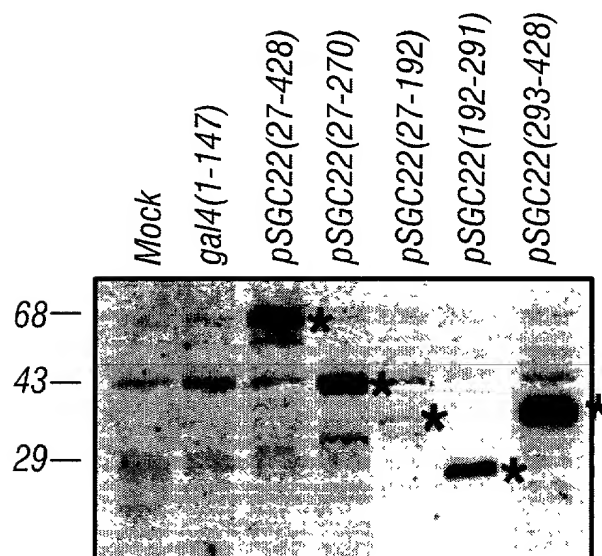 Mock
gal4(1-147)
pSGC22(27-428)
pSGC22(27-270)
pSGC22(27-192)
pSGC22(192-291)
pSGC22(293-428)
68
*
43
*
*
*
29
*